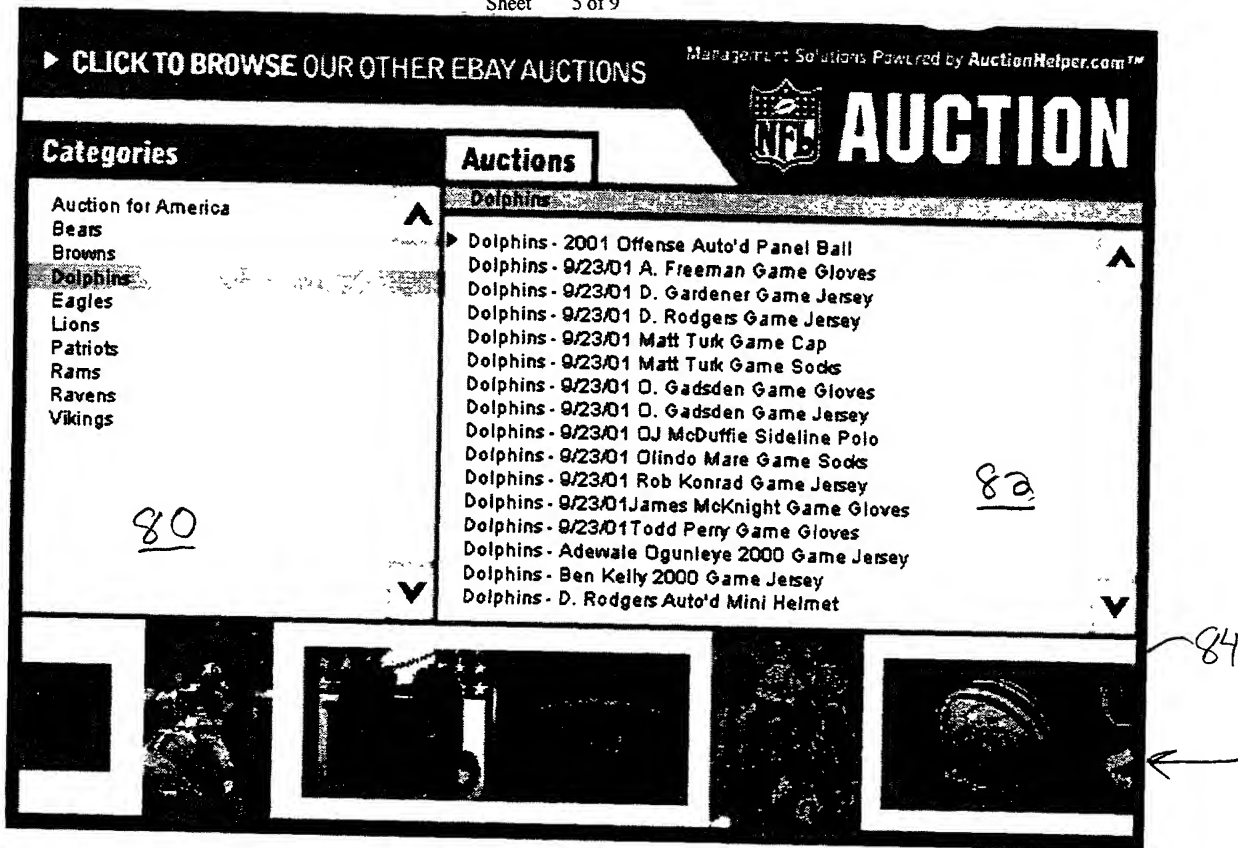 Sheet 5 of 9
▶ CLICK TO BROWSE OUR OTHER EBAY AUCTIONS
Management Solutions Powered by AuctionHelper.com™
NFL AUCTION
Categories
Auctions
Dolphins
Auction for America
Bears
Browns
Dolphins
Eagles
Lions
Patriots
Rams
Ravens
Vikings
80
Dolphins - 2001 Offense Auto'd Panel Ball
Dolphins - 9/23/01 A. Freeman Game Gloves
Dolphins - 9/23/01 D. Gardener Game Jersey
Dolphins - 9/23/01 D. Rodgers Game Jersey
Dolphins - 9/23/01 Matt Turk Game Cap
Dolphins - 9/23/01 Matt Turk Game Socks
Dolphins - 9/23/01 O. Gadsden Game Gloves
Dolphins - 9/23/01 O. Gadsden Game Jersey
Dolphins - 9/23/01 OJ McDuffie Sideline Polo
Dolphins - 9/23/01 Olindo Mare Game Socks
Dolphins - 9/23/01 Rob Konrad Game Jersey
Dolphins - 9/23/01James McKnight Game Gloves
Dolphins - 9/23/01Todd Perry Game Gloves
Dolphins - Adewale Ogunleye 2000 Game Jersey
Dolphins - Ben Kelly 2000 Game Jersey
Dolphins - D. Rodgers Auto'd Mini Helmet
82
84